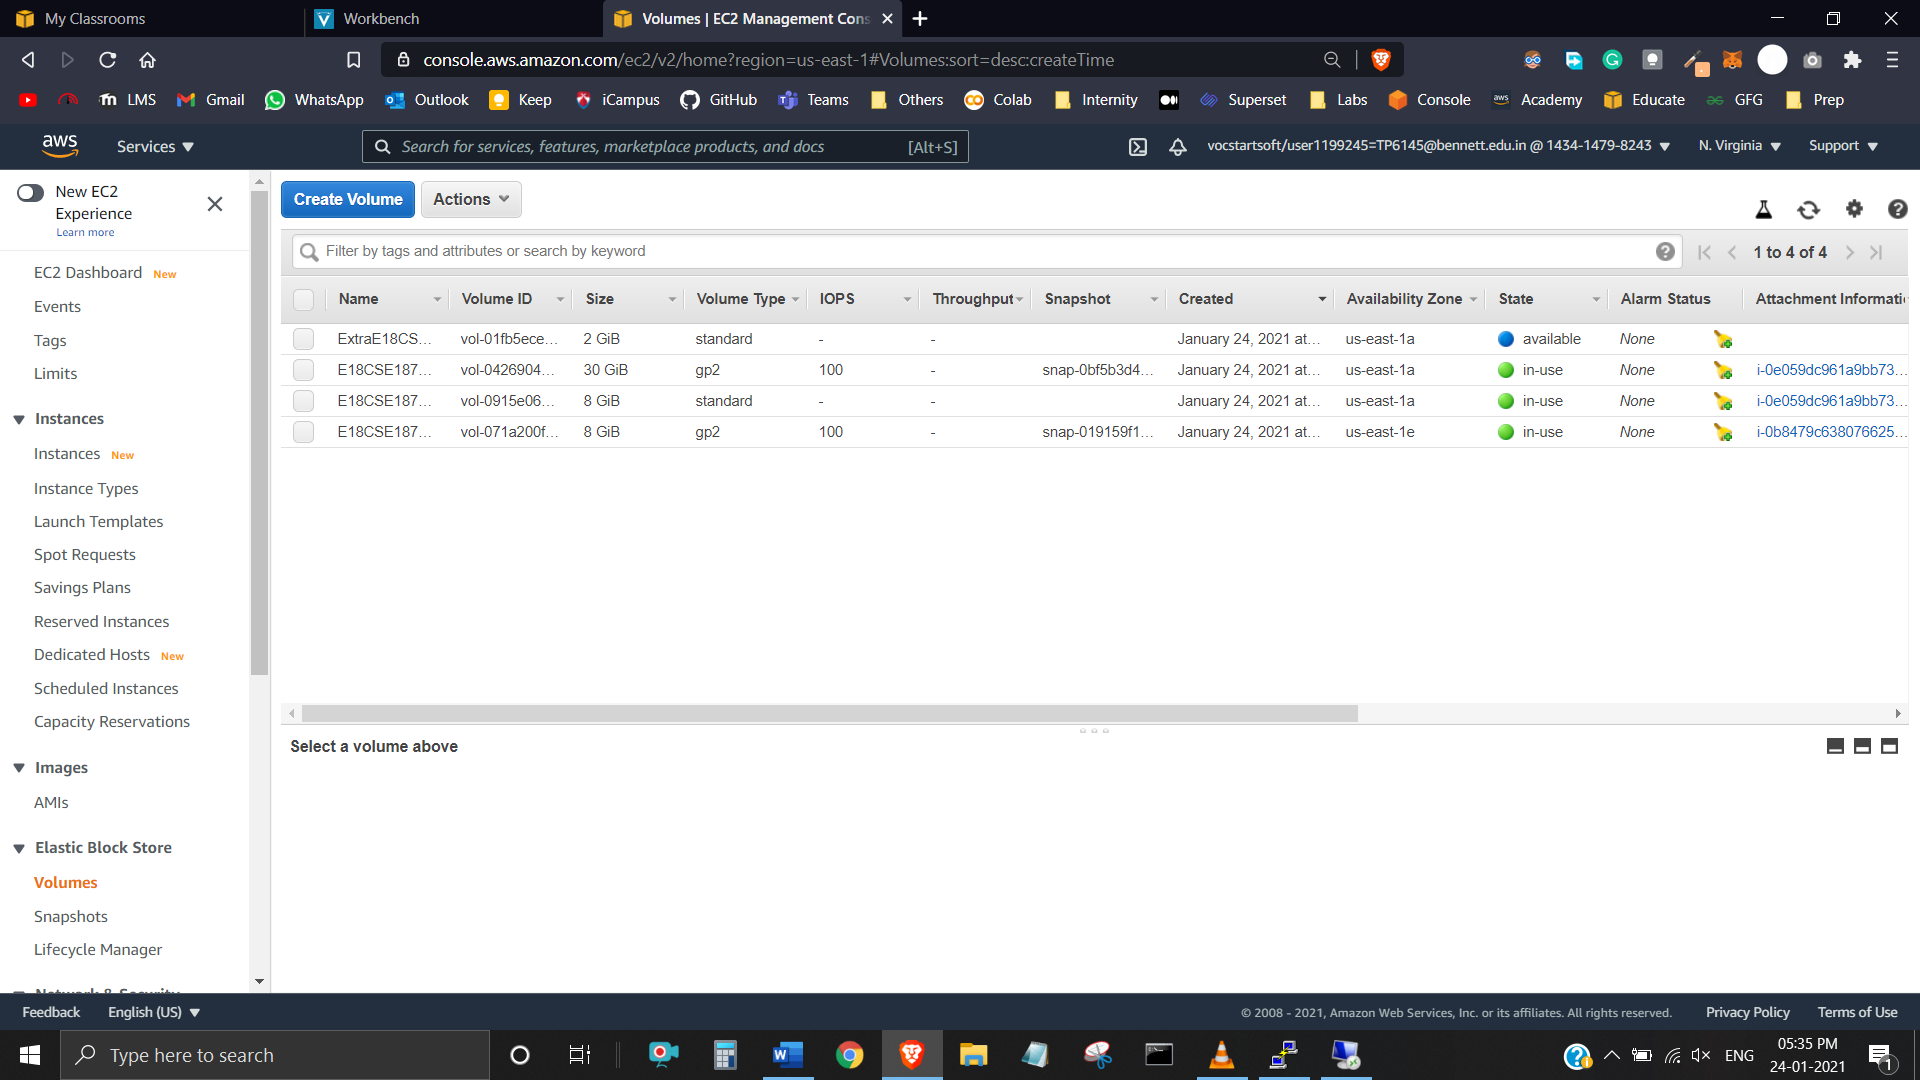 My Classrooms
Workbench
Volumes | EC2 Management Cons
console.aws.amazon.com/ec2/v2/home?region=us-east-1#Volumes:sort=desc:createTime
LMS Gmail WhatsApp Outlook Keep iCampus GitHub Teams Others Colab Internity Superset Labs Console aws Academy Educate GFG Prep
aws Services Search for services, features, marketplace products, and docs [Alt+S] vocstartsoft/user1199245=TP6145@bennett.edu.in @ 1434-1479-8243 N. Virginia Support
New EC2
Experience
Learn more
EC2 Dashboard New
Events
Tags
Limits
Instances
Instances New
Instance Types
Launch Templates
Spot Requests
Savings Plans
Reserved Instances
Dedicated Hosts New
Scheduled Instances
Capacity Reservations
Images
AMIs
Elastic Block Store
Volumes
Snapshots
Lifecycle Manager
Network & Security
Create Volume Actions
Filter by tags and attributes or search by keyword 1 to 4 of 4
Name Volume ID Size Volume Type IOPS Throughput Snapshot Created Availability Zone State Alarm Status Attachment Informati
ExtraE18CS... vol-01fb5ece... 2 GiB standard - - January 24, 2021 at... us-east-1a available None
E18CSE187... vol-0426904... 30 GiB gp2 100 - snap-0bf5b3d4... January 24, 2021 at... us-east-1a in-use None i-0e059dc961a9bb73...
E18CSE187... vol-0915e06... 8 GiB standard - - January 24, 2021 at... us-east-1a in-use None i-0e059dc961a9bb73...
E18CSE187... vol-071a200f... 8 GiB gp2 100 - snap-019159f1... January 24, 2021 at... us-east-1e in-use None i-0b8479c638076625...
Select a volume above
Feedback English (US) © 2008 - 2021, Amazon Web Services, Inc. or its affiliates. All rights reserved. Privacy Policy Terms of Use
Type here to search
ENG
05:35 PM
24-01-2021
1